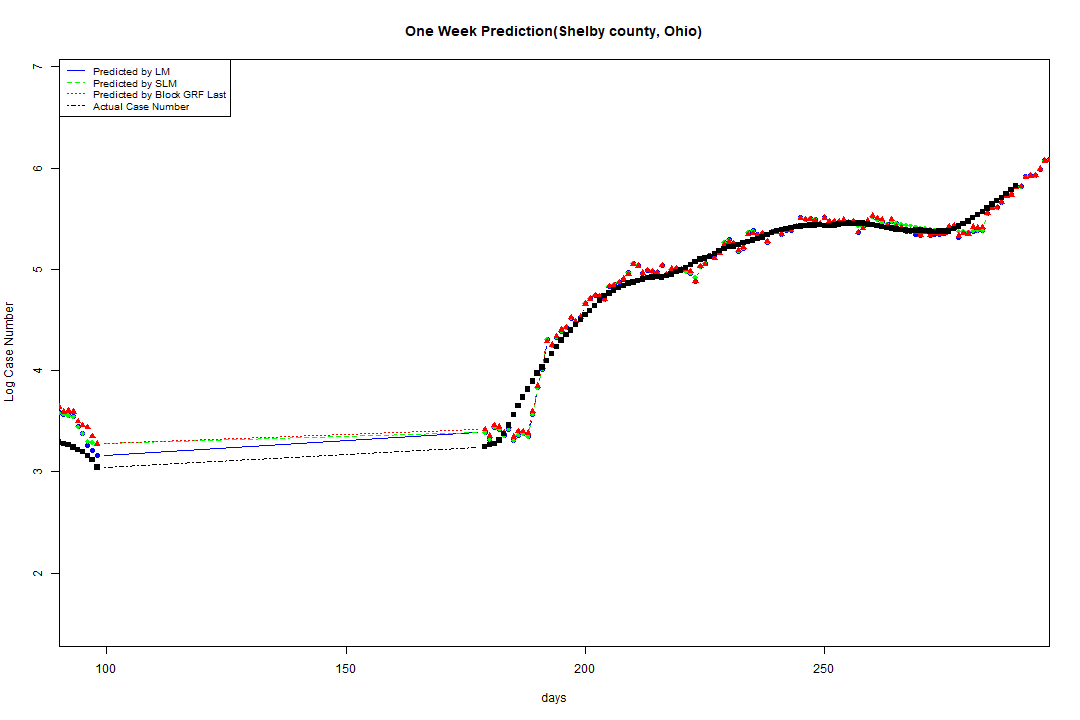 One Week Prediction(Shelby county, Ohio)
Predicted by LM
Predicted by SLM
Predicted by Block GRF Last
Actual Case Number
7
6
5
4
3
2
Log Case Number
100
150
200
250
days